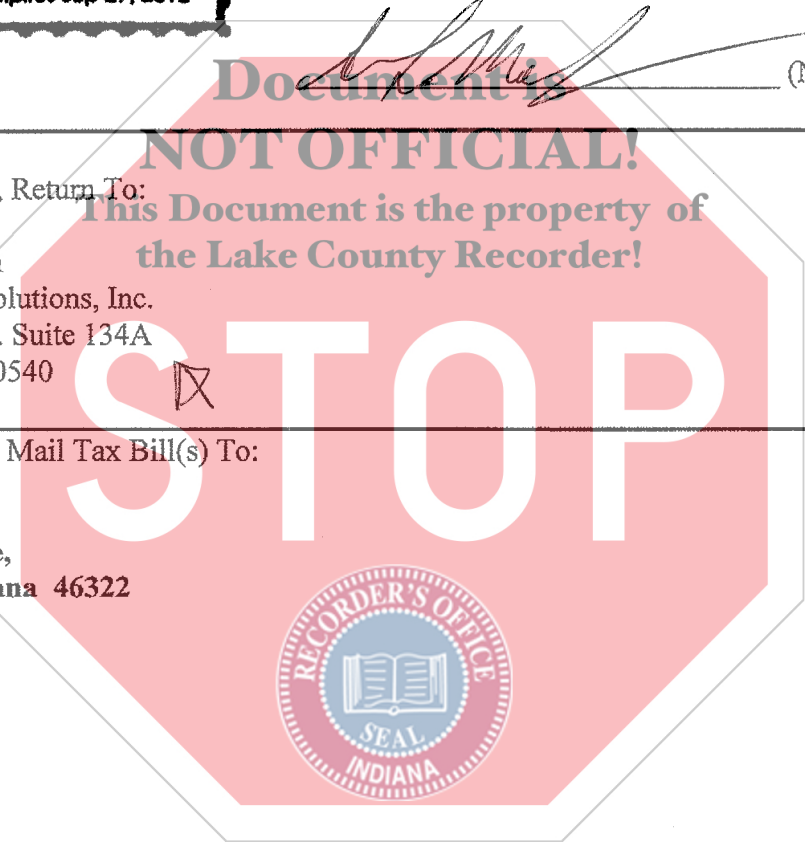 Document is
NOT OFFICIAL!
, Return To:
This Document is the property of
the Lake County Recorder!
olutions, Inc.
. Suite 134A
0540
STOP
Mail Tax Bill(s) To:
e,
ana 46322
RECORDER'S OFFICE
SEAL
INDIANA